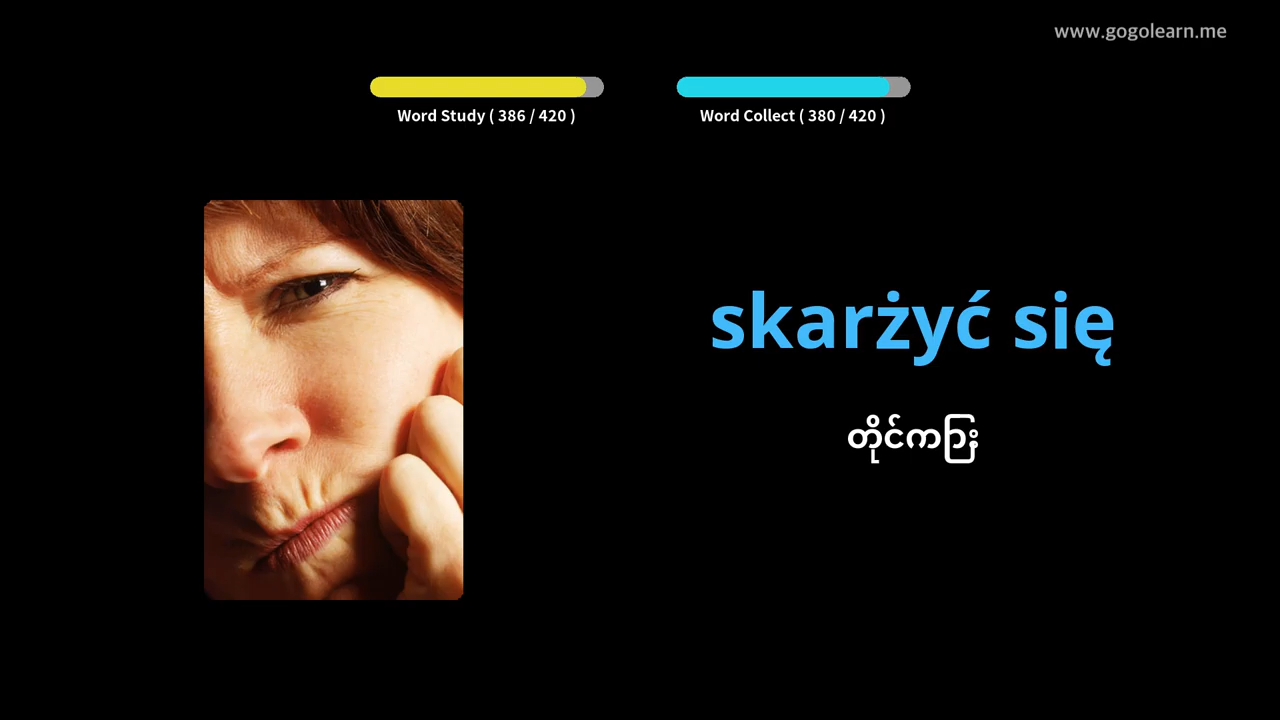 www.gogolearn.me
Word Study ( 386 / 420 )
Word Collect ( 380 / 420 )
skarżyć się
တိုင်ကြား